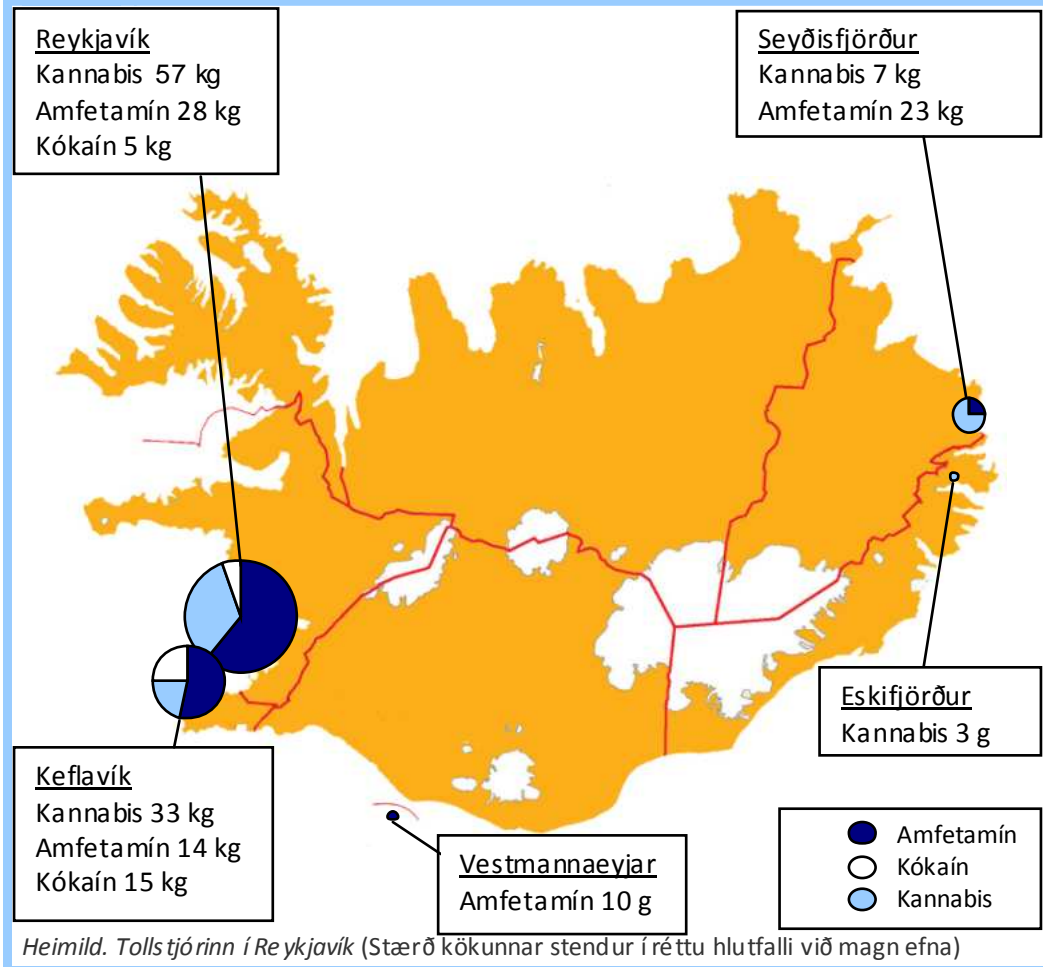 Reykjavík
Kannabis 57 kg
Amfetamín 28 kg
Kókaín 5 kg
Seyðisfjörður
Kannabis 7 kg
Amfetamín 23 kg
Eskifjörður
Kannabis 3 g
Keflavík
Kannabis 33 kg
Amfetamín 14 kg
Kókaín 15 kg
Vestmannaeyjar
Amfetamín 10 g
Amfetamín
Kókaín
Kannabis
Heimild. Tollstjórinn í Reykjavík (Stærð kökunnar stendur í réttu hlutfalli við magn efna)